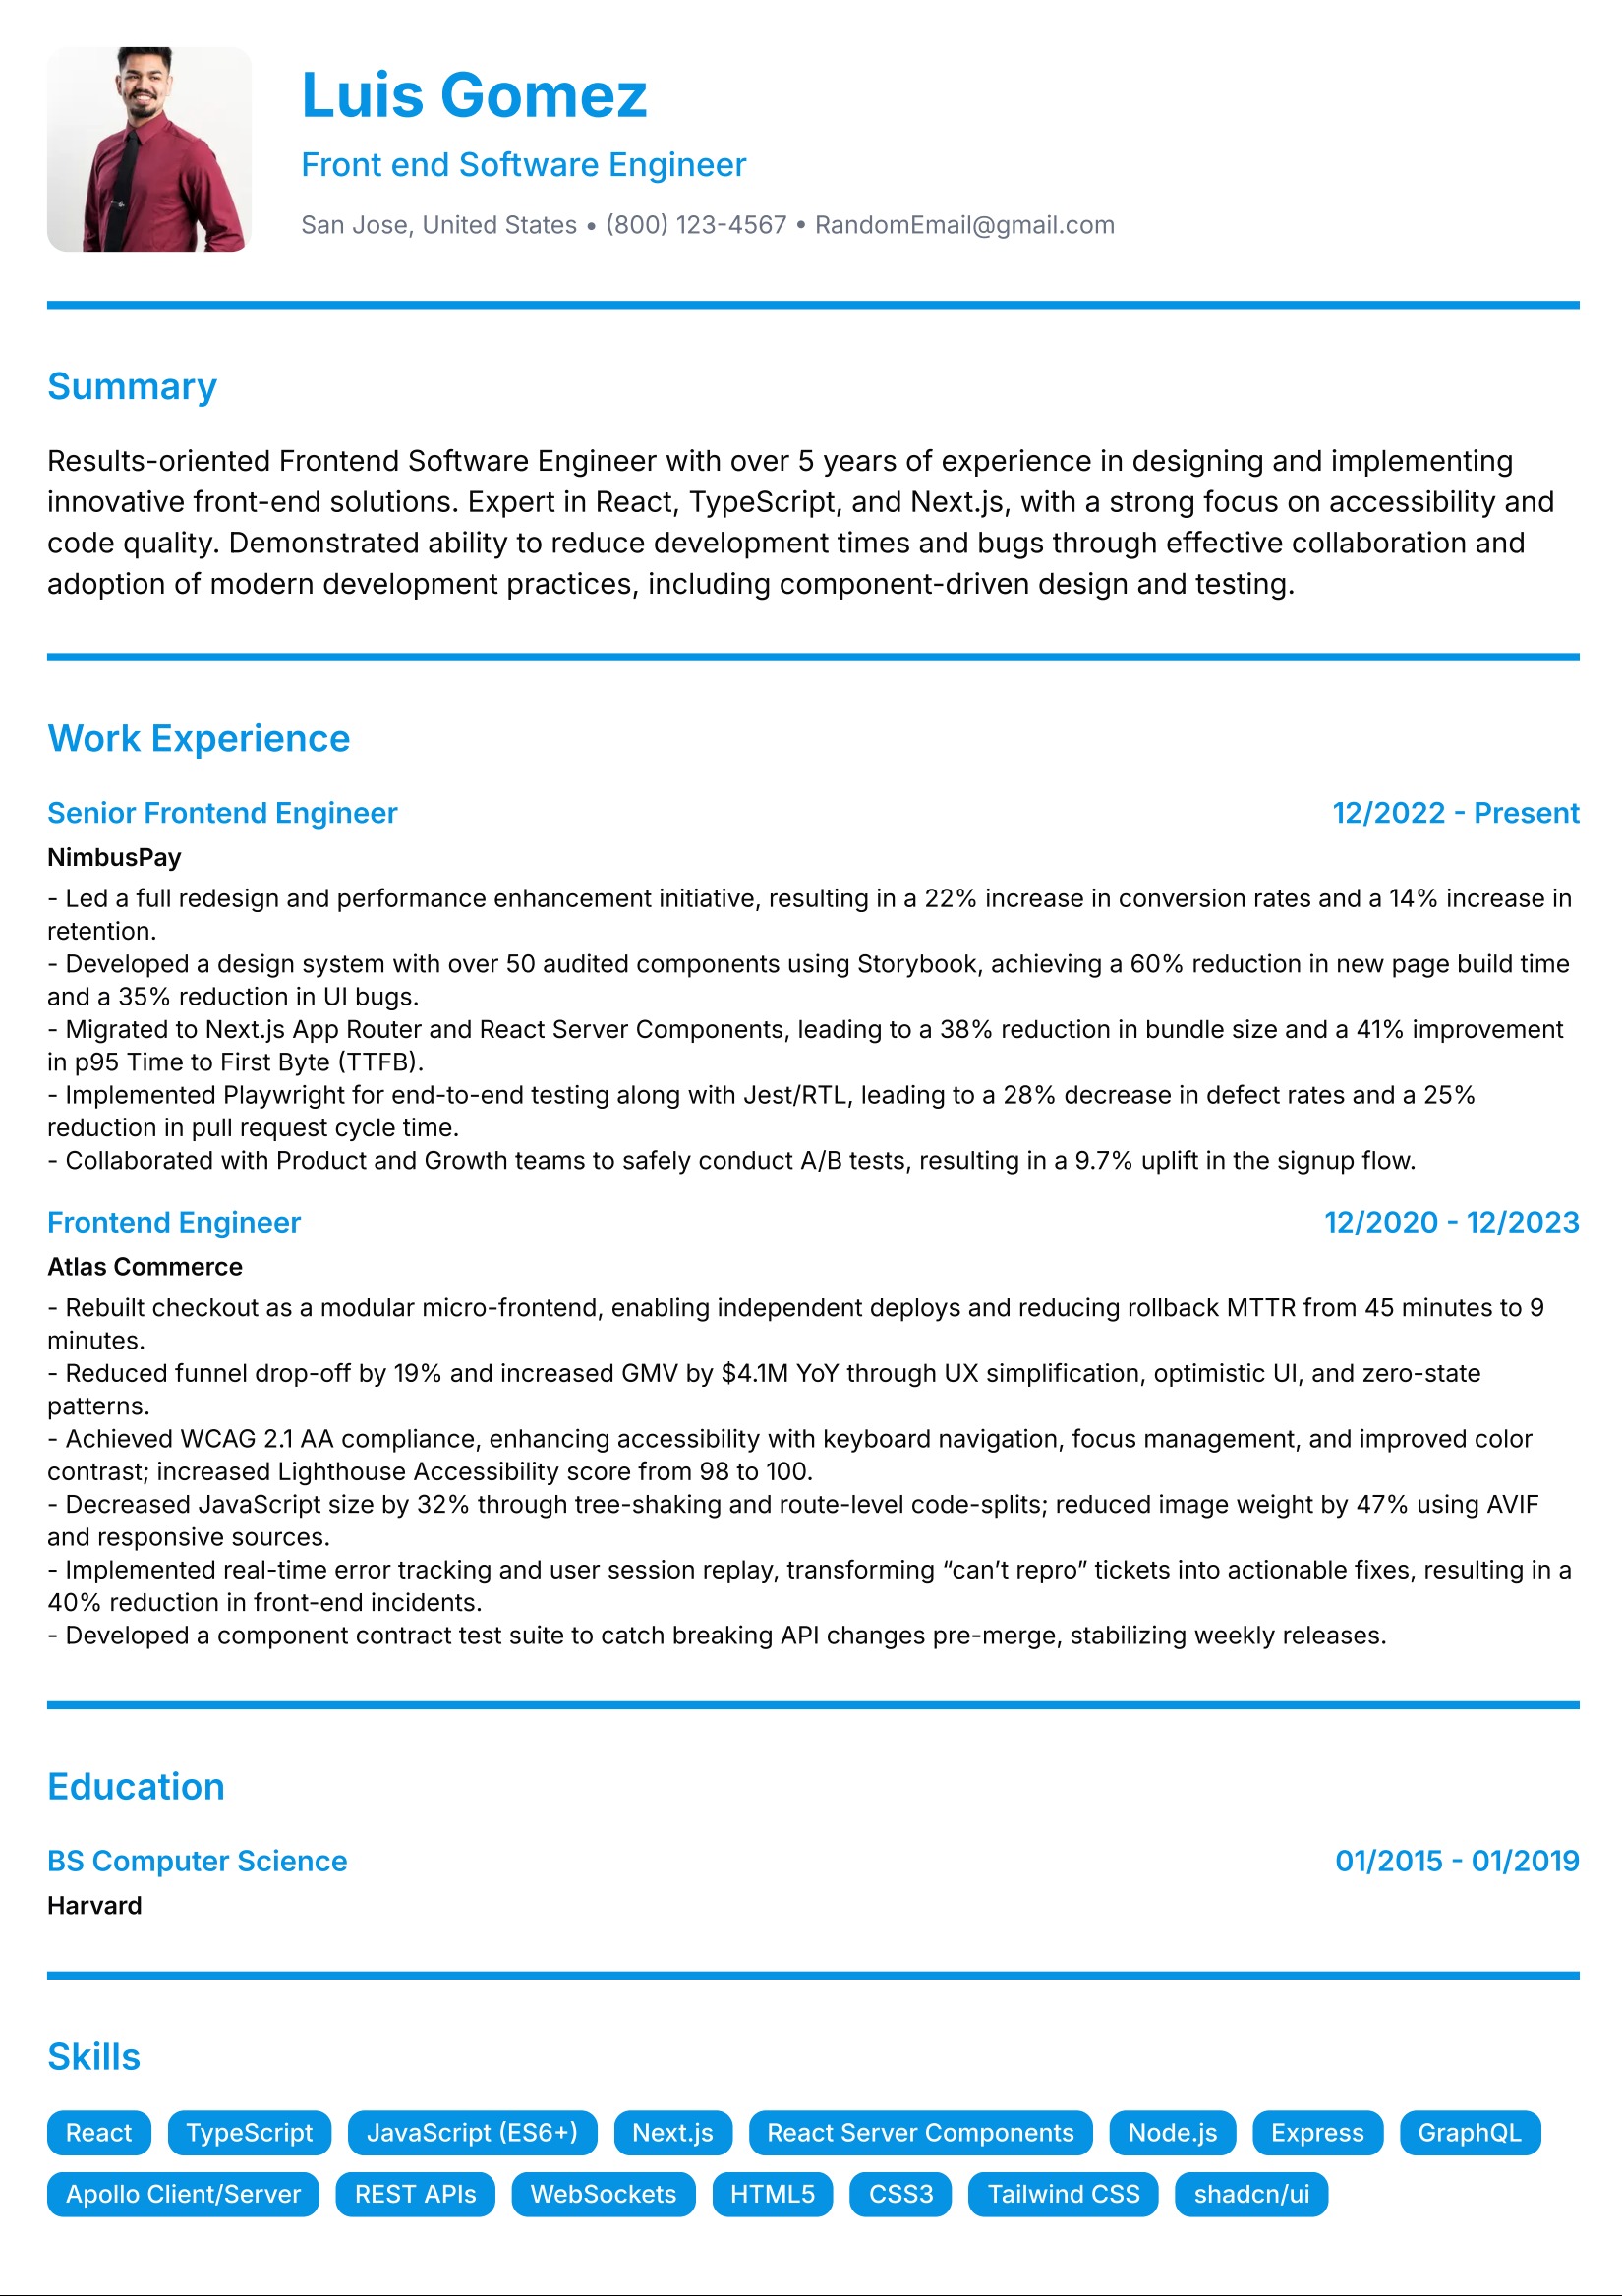 Luis Gomez
Front end Software Engineer
San Jose, United States • (800) 123-4567 • RandomEmail@gmail.com
Summary
Results-oriented Frontend Software Engineer with over 5 years of experience in designing and implementing
innovative front-end solutions. Expert in React, TypeScript, and Next.js, with a strong focus on accessibility and
code quality. Demonstrated ability to reduce development times and bugs through effective collaboration and
adoption of modern development practices, including component-driven design and testing.
Work Experience
Senior Frontend Engineer 12/2022 - Present
NimbusPay
- Led a full redesign and performance enhancement initiative, resulting in a 22% increase in conversion rates and a 14% increase in
retention.
- Developed a design system with over 50 audited components using Storybook, achieving a 60% reduction in new page build time
and a 35% reduction in UI bugs.
- Migrated to Next.js App Router and React Server Components, leading to a 38% reduction in bundle size and a 41% improvement
in p95 Time to First Byte (TTFB).
- Implemented Playwright for end-to-end testing along with Jest/RTL, leading to a 28% decrease in defect rates and a 25%
reduction in pull request cycle time.
- Collaborated with Product and Growth teams to safely conduct A/B tests, resulting in a 9.7% uplift in the signup flow.
Frontend Engineer 12/2020 - 12/2023
Atlas Commerce
- Rebuilt checkout as a modular micro-frontend, enabling independent deploys and reducing rollback MTTR from 45 minutes to 9
minutes.
- Reduced funnel drop-off by 19% and increased GMV by $4.1M YoY through UX simplification, optimistic UI, and zero-state
patterns.
- Achieved WCAG 2.1 AA compliance, enhancing accessibility with keyboard navigation, focus management, and improved color
contrast; increased Lighthouse Accessibility score from 98 to 100.
- Decreased JavaScript size by 32% through tree-shaking and route-level code-splits; reduced image weight by 47% using AVIF
and responsive sources.
- Implemented real-time error tracking and user session replay, transforming “can’t repro” tickets into actionable fixes, resulting in a
40% reduction in front-end incidents.
- Developed a component contract test suite to catch breaking API changes pre-merge, stabilizing weekly releases.
Education
BS Computer Science 01/2015 - 01/2019
Harvard
Skills
React TypeScript JavaScript (ES6+) Next.js React Server Components Node.js Express GraphQL
Apollo Client/Server REST APIs WebSockets HTML5 CSS3 Tailwind CSS shadcn/ui